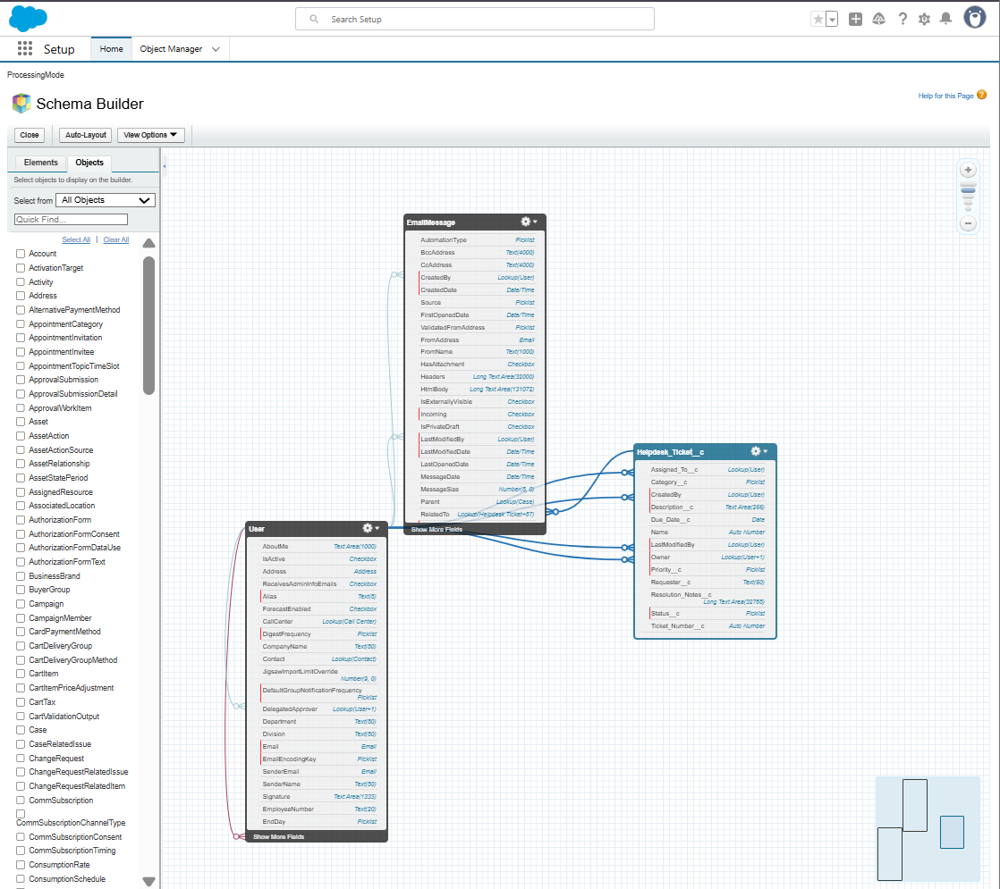 Search Setup
Setup
Home
Object Manager
ProcessingMode
Schema Builder
Help for this Page
Close
Auto-Layout
View Options
Elements
Objects
Select objects to display on the builder.
Select from All Objects
Quick Find...
Select All | Clear All
Account
ActivationTarget
Activity
Address
AlternativePaymentMethod
AppointmentCategory
AppointmentInvitation
AppointmentInvitee
AppointmentTopicTimeSlot
ApprovalSubmission
ApprovalSubmissionDetail
ApprovalWorkItem
Asset
AssetAction
AssetActionSource
AssetRelationship
AssetStatePeriod
AssignedResource
AssociatedLocation
AuthorizationForm
AuthorizationFormConsent
AuthorizationFormDataUse
AuthorizationFormText
BusinessBrand
BuyerGroup
Campaign
CampaignMember
CardPaymentMethod
CartDeliveryGroup
CartDeliveryGroupMethod
CartItem
CartItemPriceAdjustment
CartTax
CartValidationOutput
Case
CaseRelatedIssue
ChangeRequest
ChangeRequestRelatedIssue
ChangeRequestRelatedItem
CommSubscription
CommSubscriptionChannelType
CommSubscriptionConsent
CommSubscriptionTiming
ConsumptionRate
ConsumptionSchedule
EmailMessage
AutomationType Picklist
BccAddress Text(4000)
CcAddress Text(4000)
CreatedBy Lookup(User)
CreatedDate Date/Time
Source Picklist
FirstOpenedDate Date/Time
ValidatedFromAddress Picklist
FromAddress Email
FromName Text(1000)
HasAttachment Checkbox
Headers Long Text Area(32000)
HtmlBody Long Text Area(131072)
IsExternallyVisible Checkbox
Incoming Checkbox
IsPrivateDraft Checkbox
LastModifiedBy Lookup(User)
LastModifiedDate Date/Time
LastOpenedDate Date/Time
MessageDate Date/Time
MessageSize Number(8, 0)
Parent Lookup(Case)
RelatedTo Lookup(Helpdesk Ticket+67)
Show More Fields
User
AboutMe Text Area(1000)
IsActive Checkbox
Address Address
ReceivesAdminInfoEmails Checkbox
Alias Text(8)
ForecastEnabled Checkbox
CallCenter Lookup(Call Center)
DigestFrequency Picklist
CompanyName Text(80)
Contact Lookup(Contact)
JigsawImportLimitOverride
Number(9, 0)
DefaultGroupNotificationFrequency
Picklist
DelegatedApprover Lookup(User+1)
Department Text(80)
Division Text(80)
Email Email
EmailEncodingKey Picklist
SenderEmail Email
SenderName Text(80)
Signature Text Area(1333)
EmployeeNumber Text(20)
EndDay Picklist
Show More Fields
Helpdesk_Ticket__c
Assigned_To__c Lookup(User)
Category__c Picklist
CreatedBy Lookup(User)
Description__c Text Area(255)
Due_Date__c Date
Name Auto Number
LastModifiedBy Lookup(User)
Owner Lookup(User+1)
Priority__c Picklist
Requester__c Text(80)
Resolution_Notes__c
Long Text Area(32768)
Status__c Picklist
Ticket_Number__c Auto Number